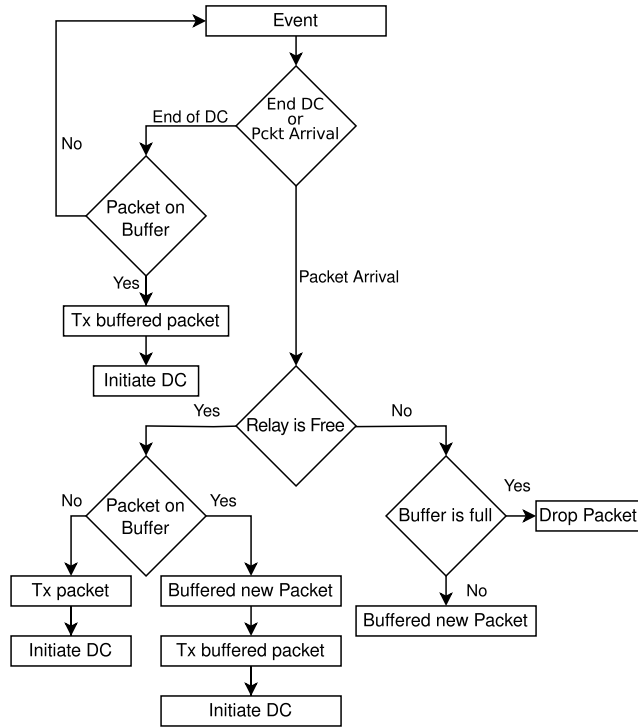 Event
End DC
or
Pckt Arrival
End of DC
No
Packet on
Buffer
Yes
Tx buffered packet
Initiate DC
Packet Arrival
Relay is Free
Yes
No
Packet on
Buffer
No
Yes
Buffer is full
Yes
Drop Packet
No
Tx packet
Buffered new Packet
Buffered new Packet
Initiate DC
Tx buffered packet
Initiate DC